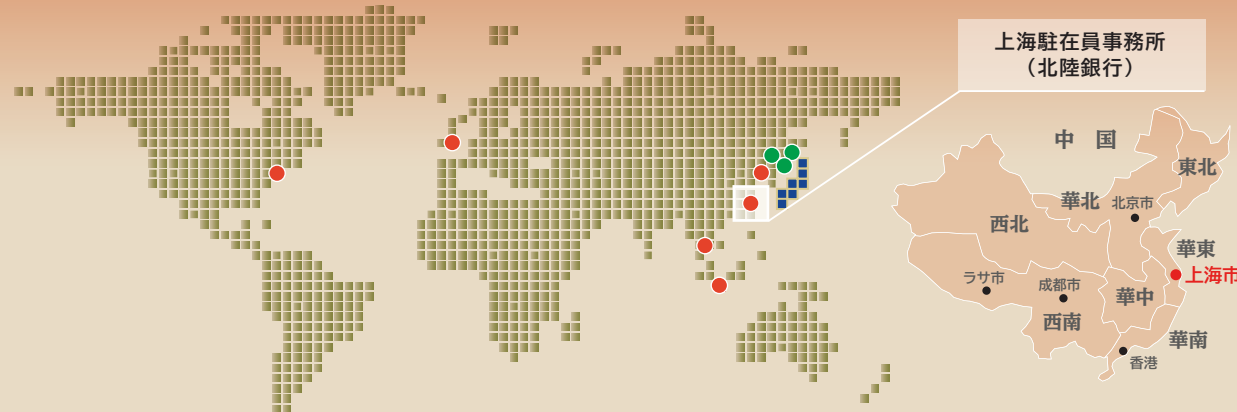 上海駐在員事務所
（北陸銀行）
中 国
東北
華北
北京市
西北
華東
上海市
ラサ市
成都市
華中
西南
華南
香港